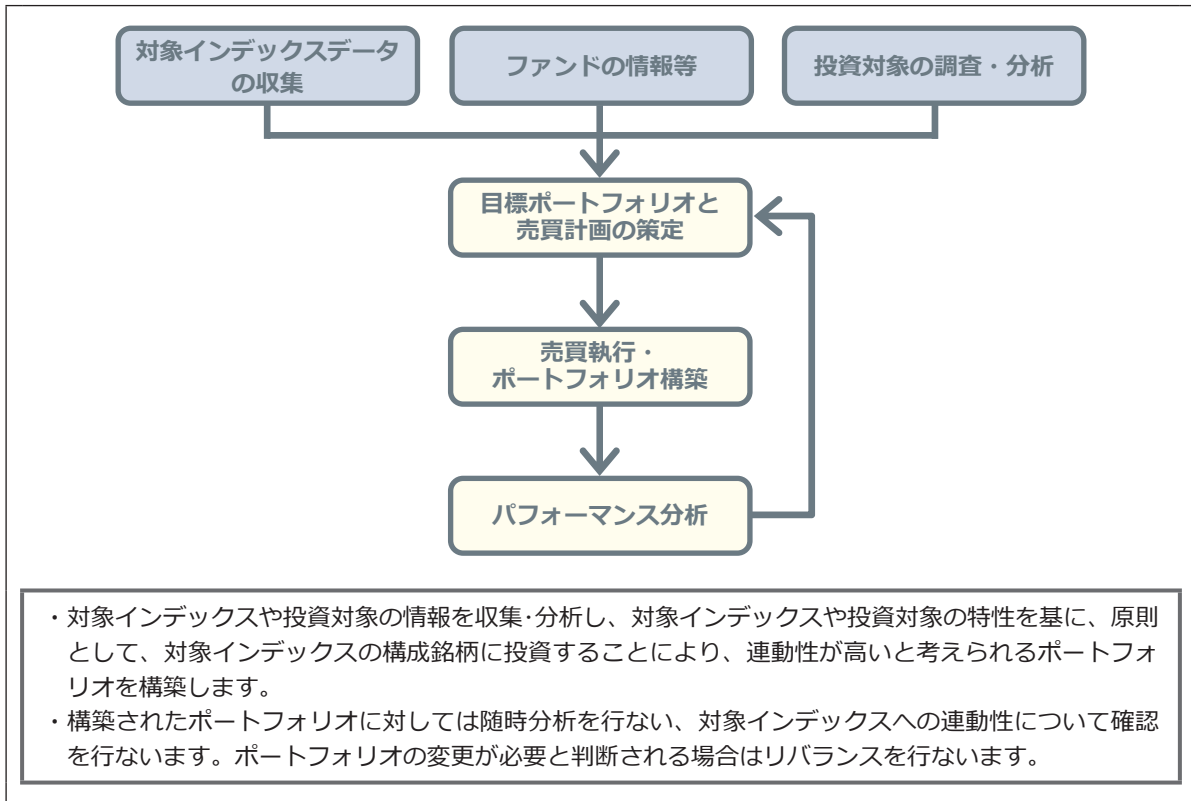 対象インデックスデータ
の収集
ファンドの情報等
投資対象の調査・分析
目標ポートフォリオと
売買計画の策定
売買執行・
ポートフォリオ構築
パフォーマンス分析
・対象インデックスや投資対象の情報を収集･分析し、対象インデックスや投資対象の特性を基に、原則
として、対象インデックスの構成銘柄に投資することにより、連動性が高いと考えられるポートフォ
リオを構築します。
・構築されたポートフォリオに対しては随時分析を行ない、対象インデックスへの連動性について確認
を行ないます。ポートフォリオの変更が必要と判断される場合はリバランスを行ないます。